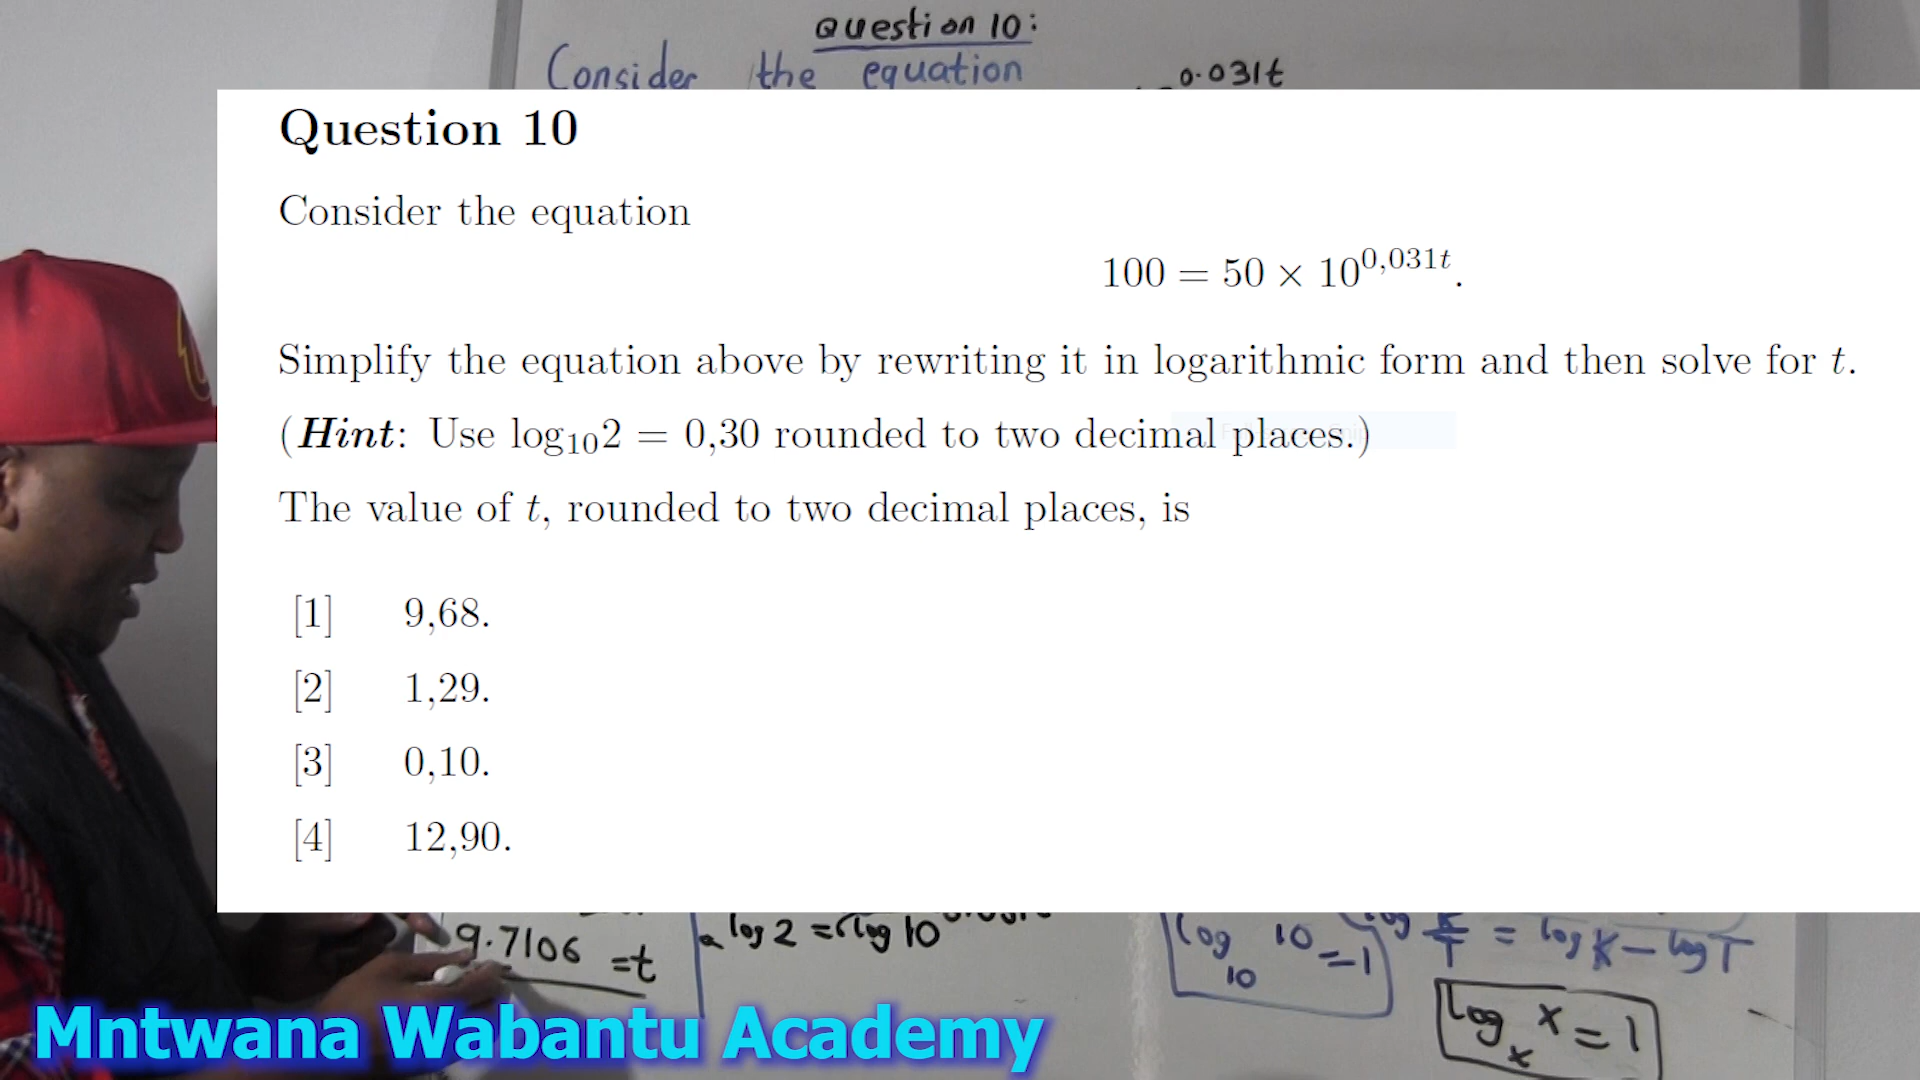 Question 10:
Consider the equation
0.031t
Question 10
Consider the equation
100 = 50 × 10^{0,031t}.
Simplify the equation above by rewriting it in logarithmic form and then solve for t.
(Hint: Use log₁₀2 = 0,30 rounded to two decimal places.)
The value of t, rounded to two decimal places, is
[1] 9,68.
[2] 1,29.
[3] 0,10.
[4] 12,90.
9.7106 = t
log 2 = log 10
log₁₀ 10 = 1
log K/T = log K – log T
logₓ x = 1
Mntwana Wabantu Academy